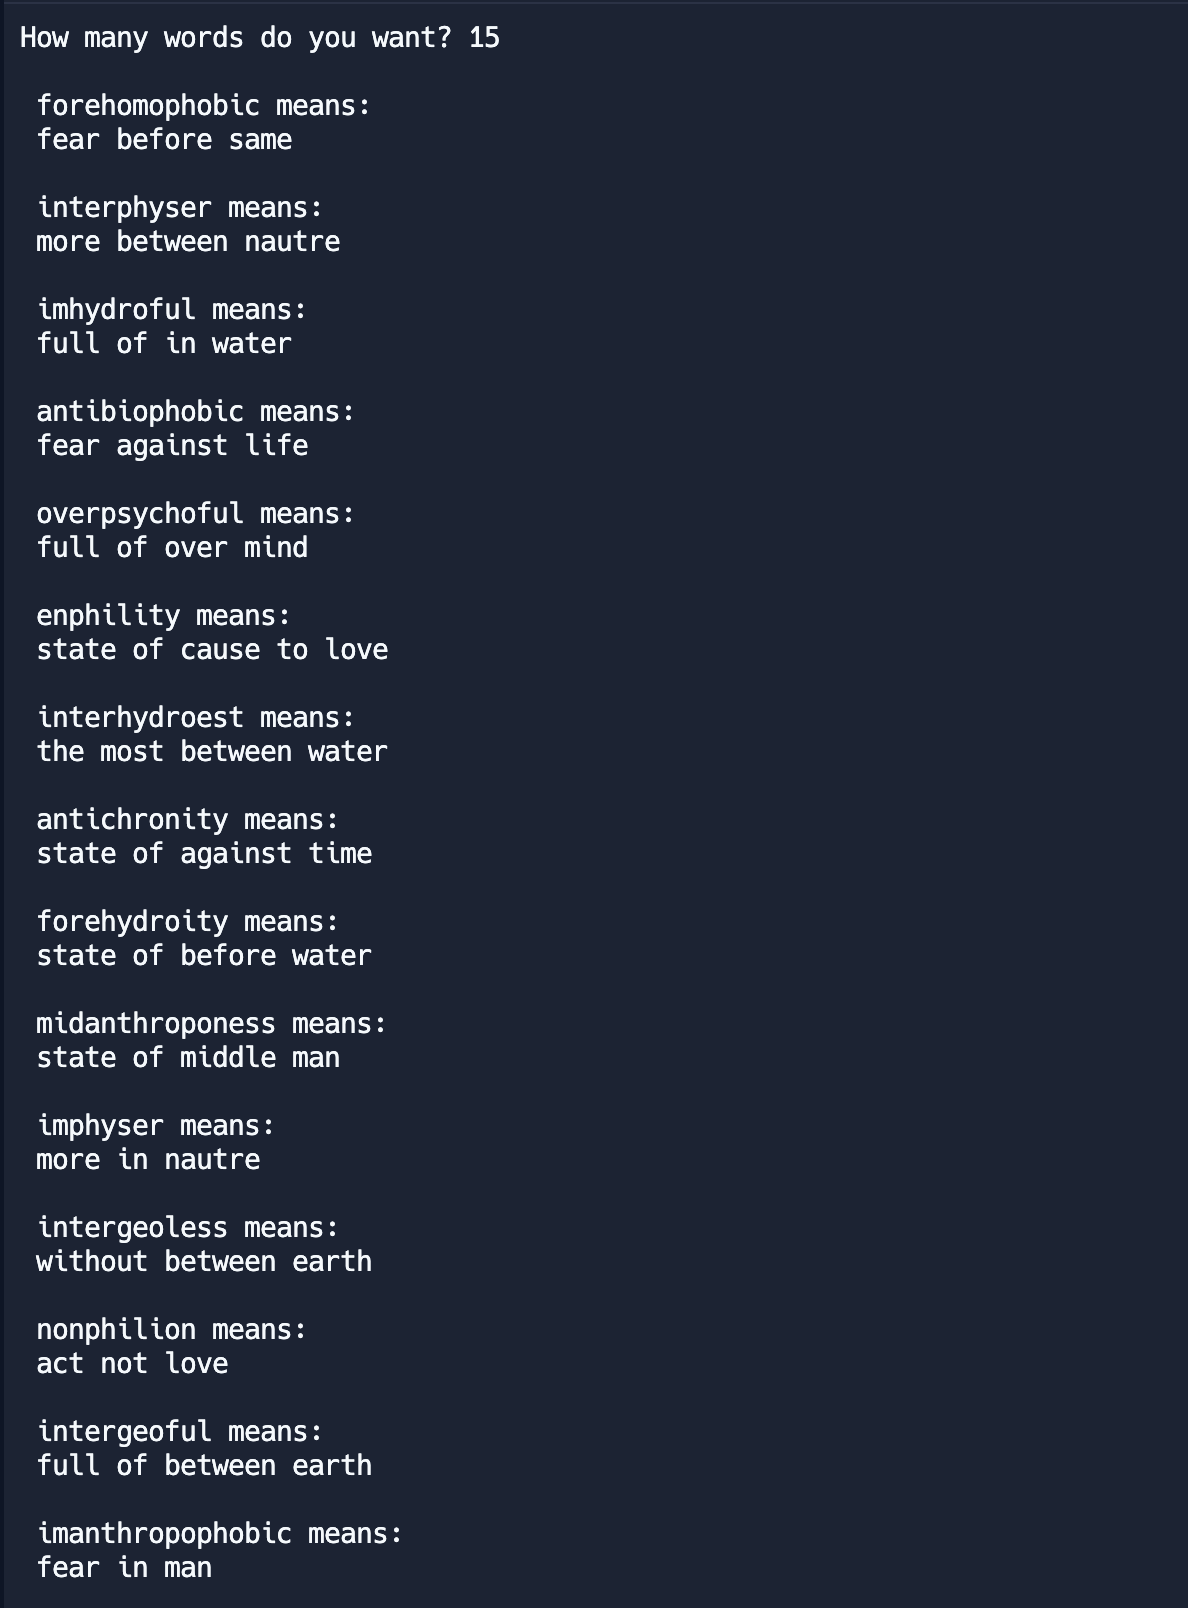 How many words do you want? 15
forehomophobic means:
fear before same
interphyser means:
more between nautre
imhydroful means:
full of in water
antibiophobic means:
fear against life
overpsychoful means:
full of over mind
enphility means:
state of cause to love
interhydroest means:
the most between water
antichronity means:
state of against time
forehydroity means:
state of before water
midanthroponess means:
state of middle man
imphyser means:
more in nautre
intergeoless means:
without between earth
nonphilion means:
act not love
intergeoful means:
full of between earth
imanthropophobic means:
fear in man